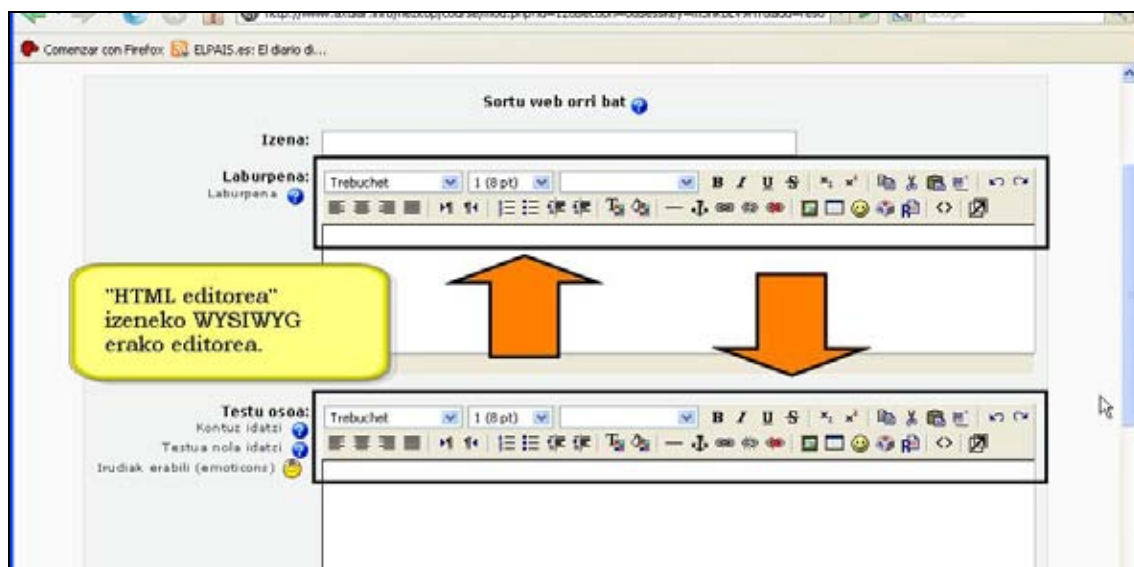 Comenzar con Firefox ELPAIS.es: El diario di...
Sortu web orri bat
Izena:
Laburpena:
Laburpena
Trebuchet 1 (8 pt) B I U S
"HTML editorea"
izeneko WYSIWYG
erako editorea.
Testu osoa:
Kontuz idatzi
Testua nola idatzi
Irudiak erabili (emoticons)
Trebuchet 1 (8 pt) B I U S